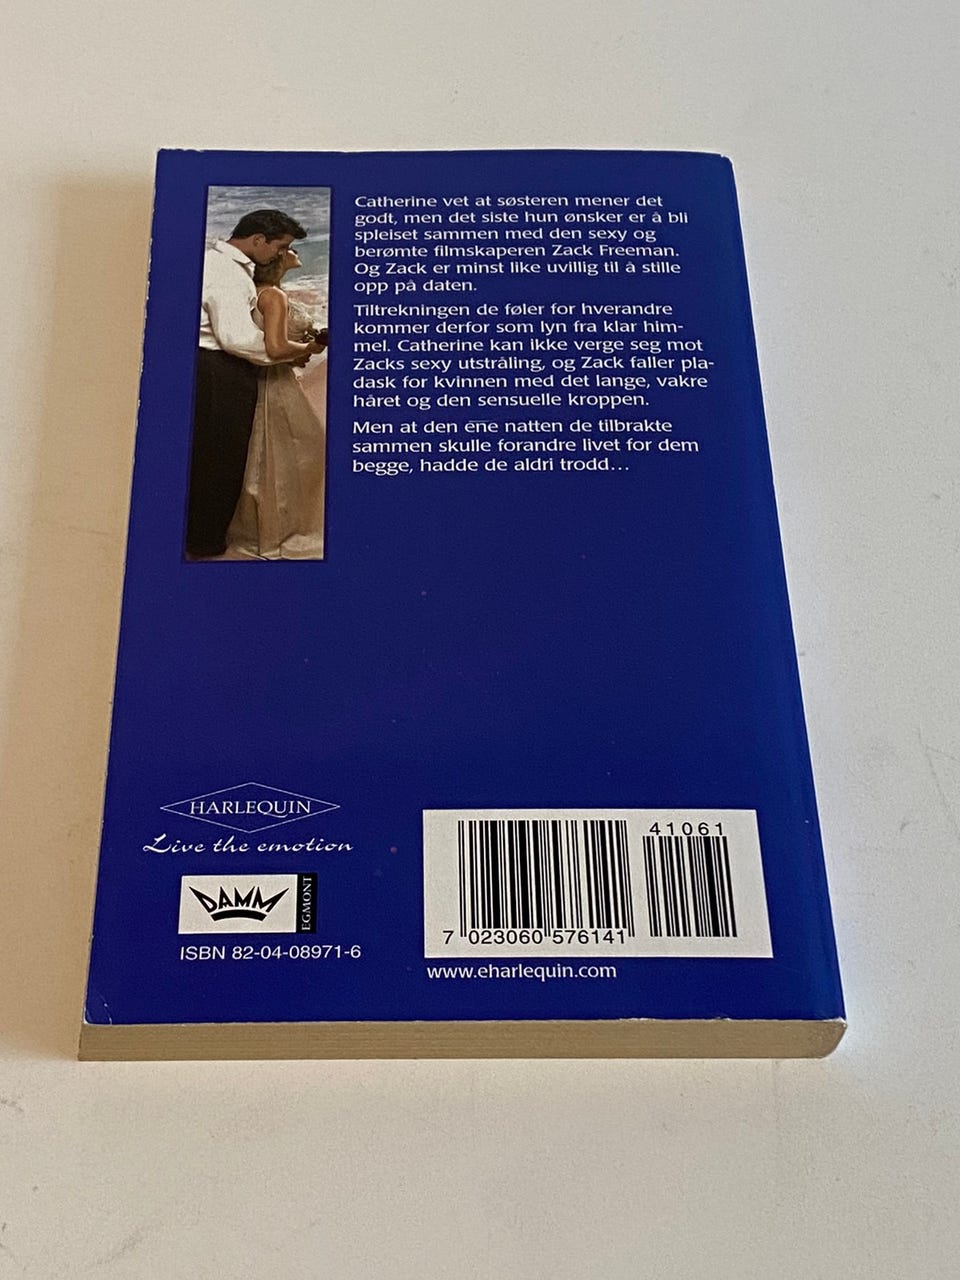 Catherine vet at søsteren mener det
godt, men det siste hun ønsker er å bli
spleiset sammen med den sexy og
berømte filmskaperen Zack Freeman.
Og Zack er minst like uvillig til å stille
opp på daten.
Tiltrekningen de føler for hverandre
kommer derfor som lyn fra klar him-
mel. Catherine kan ikke verge seg mot
Zacks sexy utstråling, og Zack faller pla-
dask for kvinnen med det lange, vakre
håret og den sensuelle kroppen.
Men at den ene natten de tilbrakte
sammen skulle forandre livet for dem
begge, hadde de aldri trodd…
HARLEQUIN
Live the emotion
DAMM
EGMONT
ISBN 82-04-08971-6
41061
7 023060 576141
www.eharlequin.com